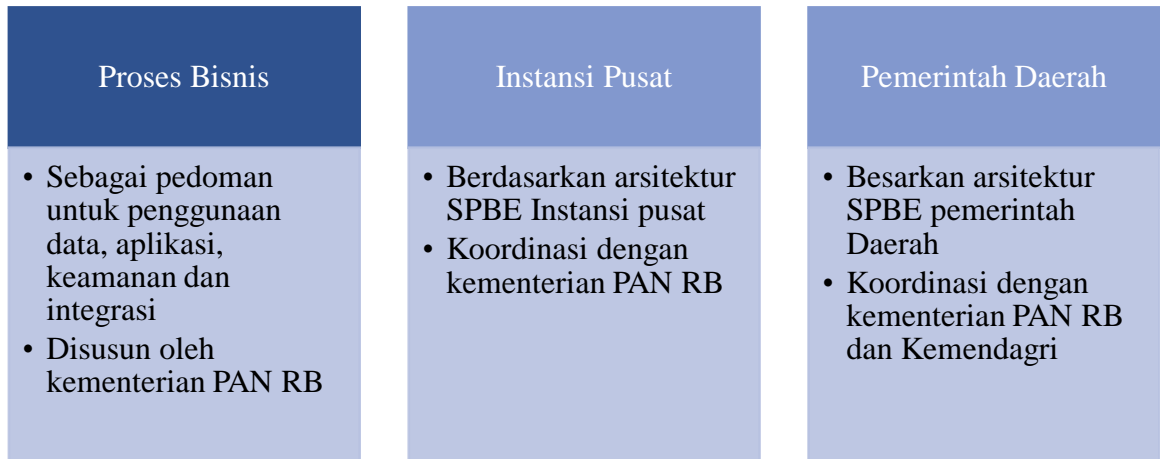 Proses Bisnis
• Sebagai pedoman
untuk penggunaan
data, aplikasi,
keamanan dan
integrasi
• Disusun oleh
kementerian PAN RB
Instansi Pusat
• Berdasarkan arsitektur
SPBE Instansi pusat
• Koordinasi dengan
kementerian PAN RB
Pemerintah Daerah
• Besarkan arsitektur
SPBE pemerintah
Daerah
• Koordinasi dengan
kementerian PAN RB
dan Kemendagri